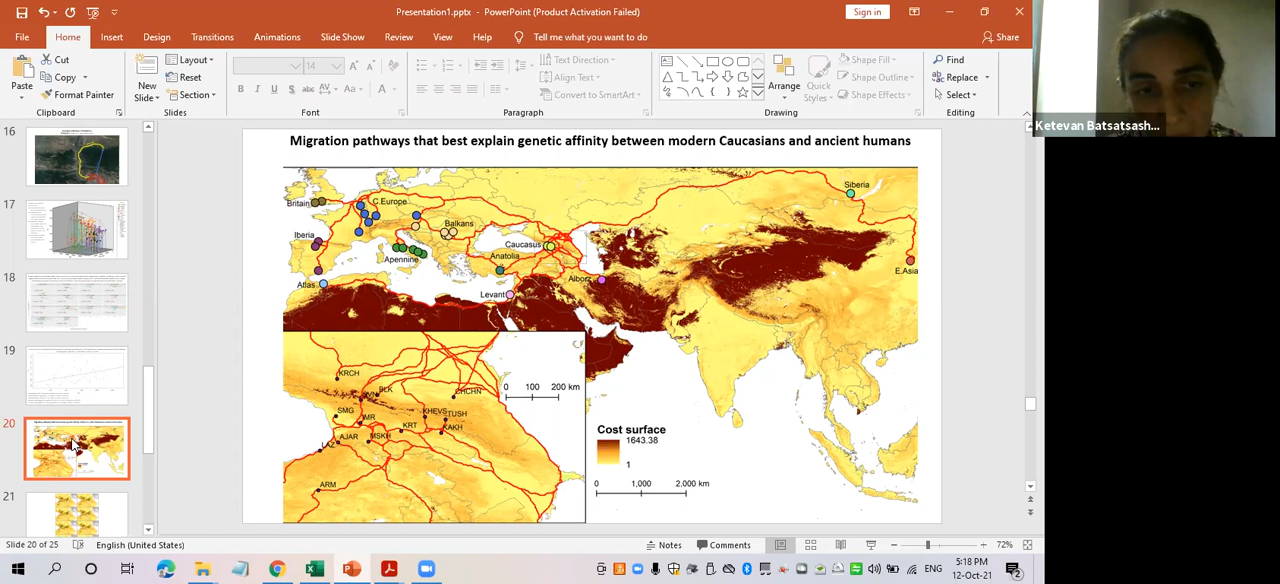 Presentation1.pptx - PowerPoint (Product Activation Failed)
Sign in
File Home Insert Design Transitions Animations Slide Show Review View Help Tell me what you want to do Share
Paste
Cut
Copy
Format Painter
Clipboard
New
Slide
Layout
Reset
Section
Slides
14
B I U S abc AV Aa A
Font
Text Direction
Align Text
Convert to SmartArt
Paragraph
Arrange
Quick
Styles
Shape Fill
Shape Outline
Shape Effects
Drawing
Find
Replace
Select
Editing
Ketevan Batsatsash...
16
17
18
19
20
21
Migration pathways that best explain genetic affinity between modern Caucasians and ancient humans
Siberia
Britain
C.Europe
Iberia
Balkans
Caucasus
Apennine
Anatolia
E.Asia
Atlas
Alborz
Levant
KRCH
BLK
CHCHN
SMG
KHEVS
TUSH
KRT
KAKH
AJAR
MSKH
LAZ
ARM
0 100 200 km
Cost surface
1643.38
1
0 1,000 2,000 km
Slide 20 of 25
English (United States)
Notes
Comments
72%
ENG
5:18 PM
12-Oct-21
2